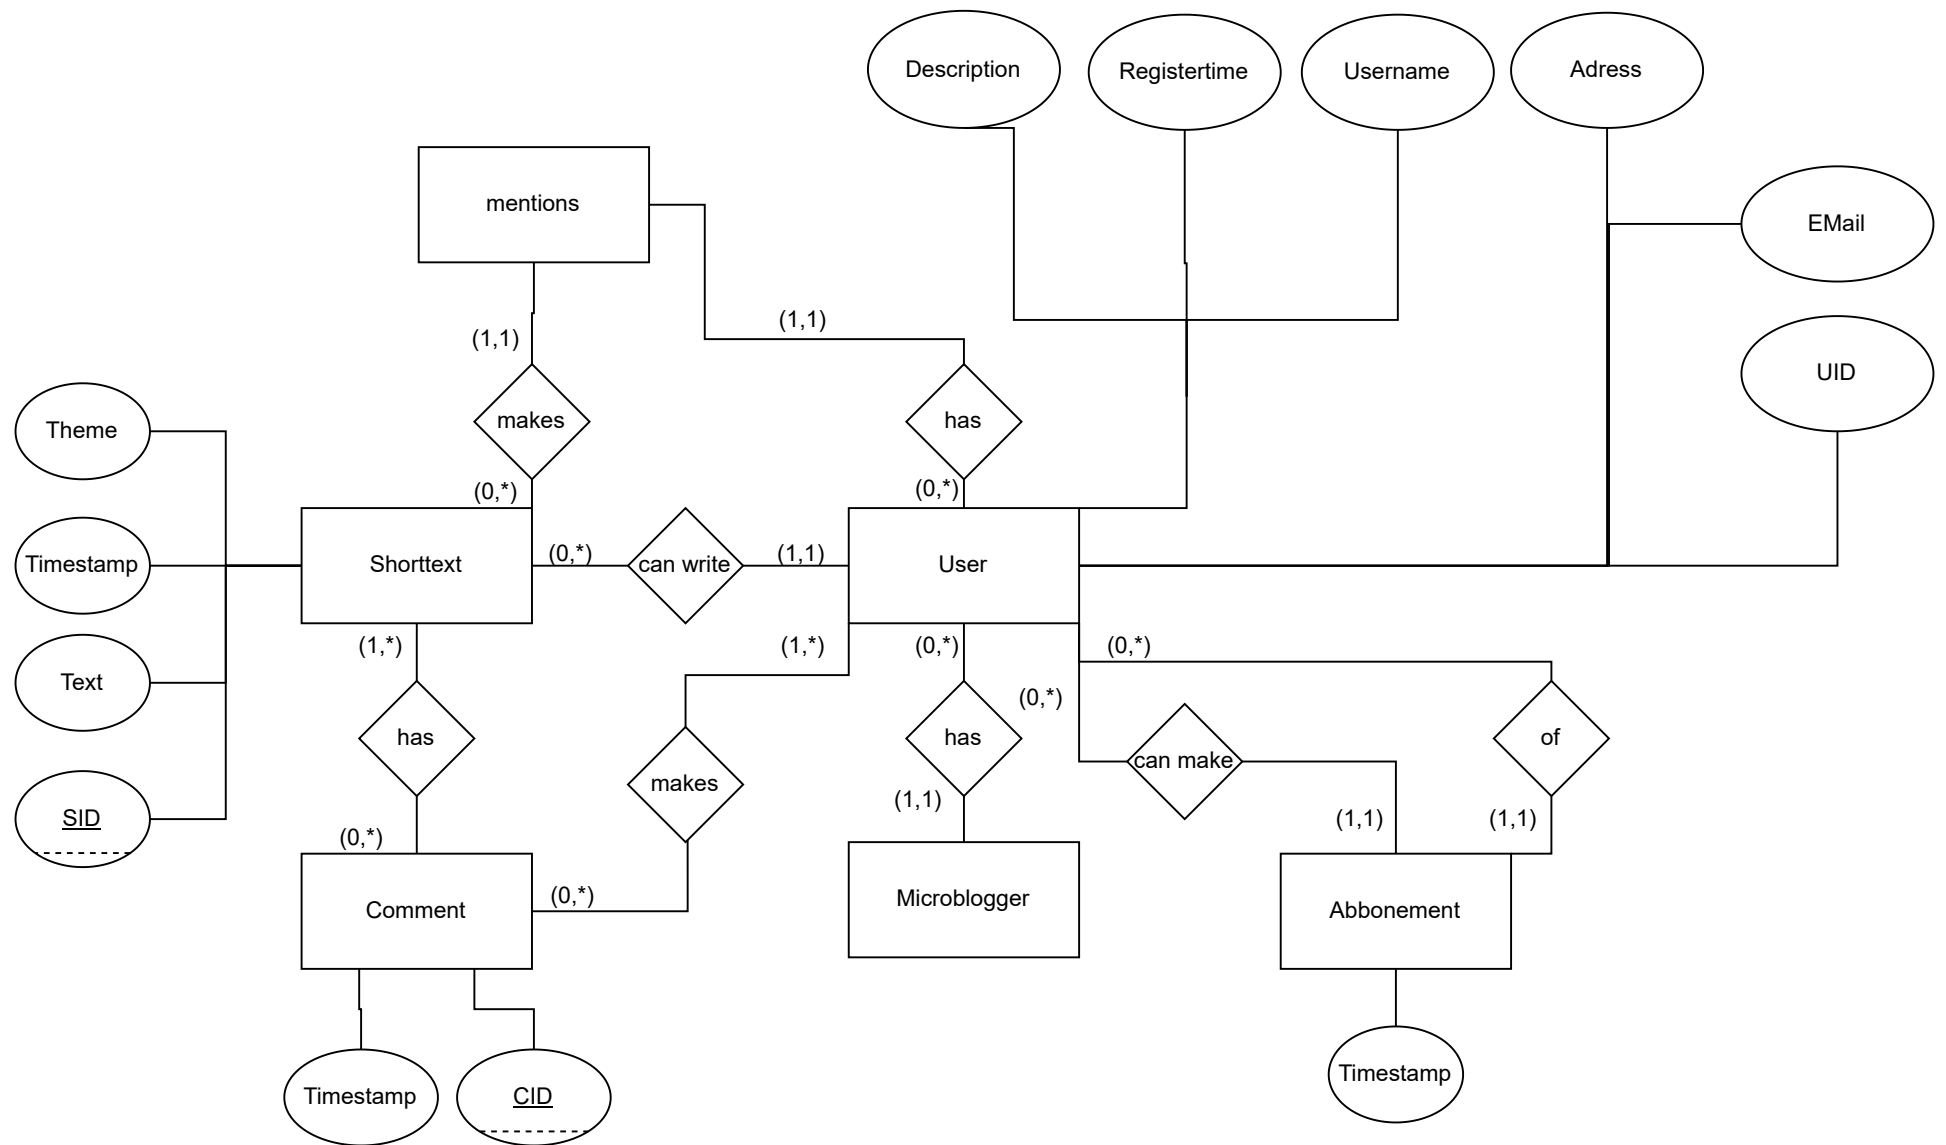 Description
Registertime
Username
Adress
mentions
EMail
(1,1)
(1,1)
UID
Theme
makes
has
(0,*)
(0,*)
Timestamp
Shorttext
(0,*)
can write
(1,1)
User
(1,*)
(1,*)
(0,*)
(0,*)
Text
(0,*)
has
makes
has
can make
of
(1,1)
SID
(1,1)
(1,1)
(0,*)
(0,*)
Comment
Microblogger
Abbonement
Timestamp
CID
Timestamp